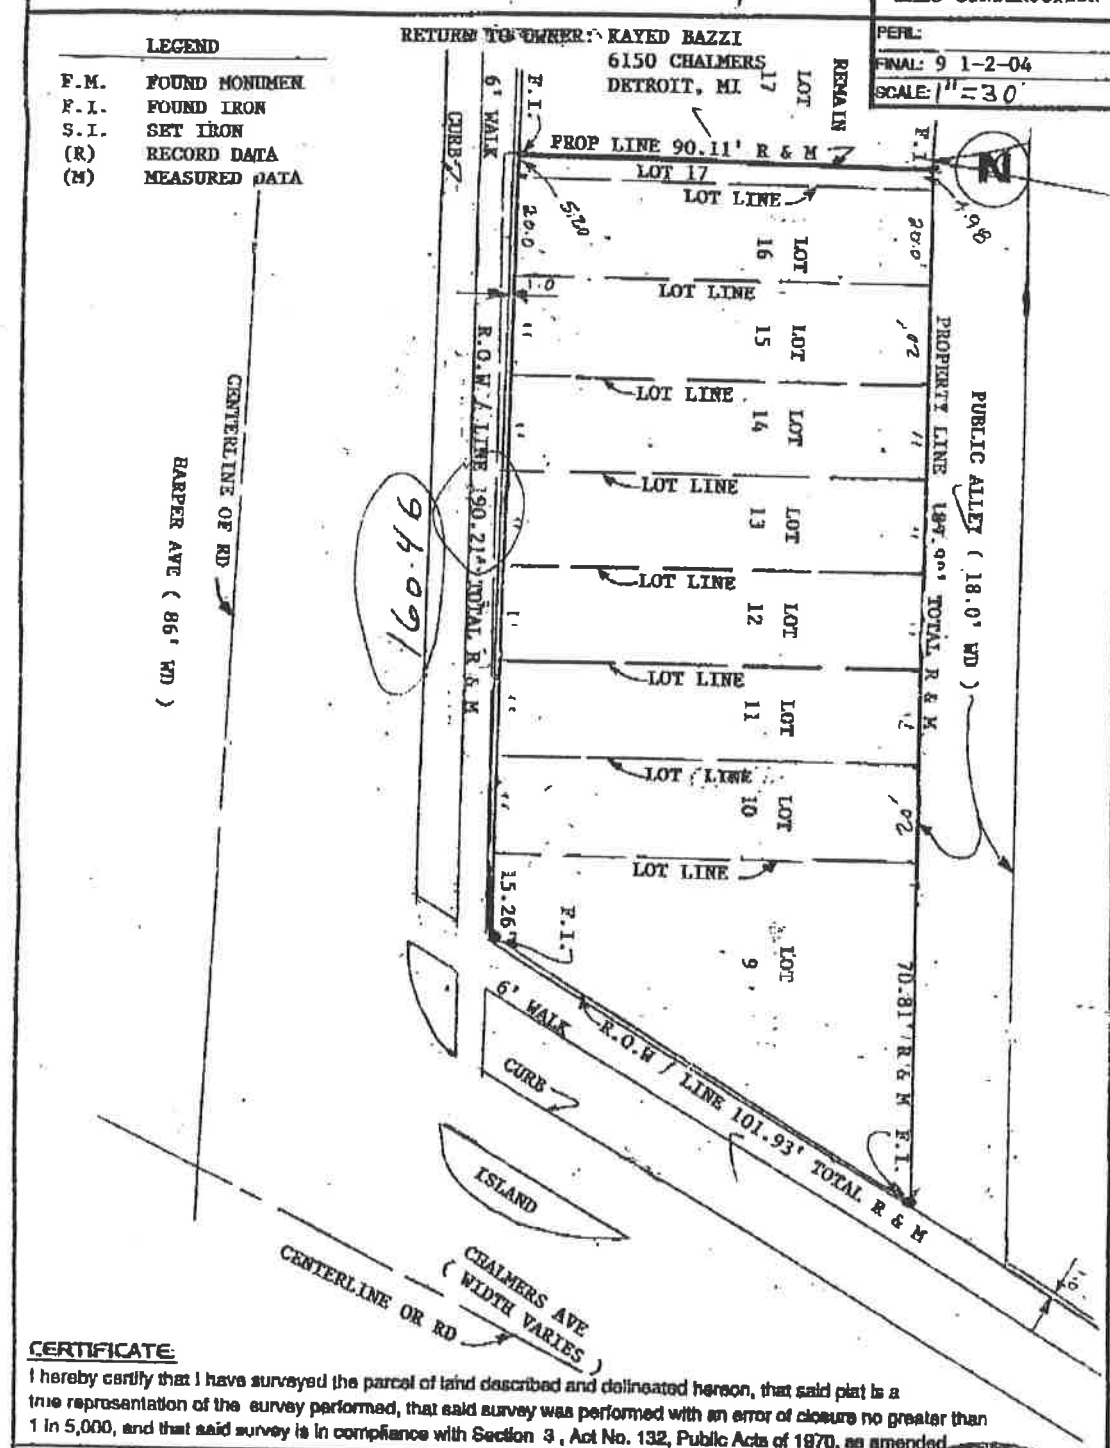 PERL:
FINAL: 9 1-2-04
SCALE: 1"=30'
LEGEND
F.M. FOUND MONUMEN
F.I. FOUND IRON
S.I. SET IRON
(R) RECORD DATA
(M) MEASURED DATA
RETURN TO OWNER: KAYED BAZZI
6150 CHALMERS
DETROIT, MI
LOT
17
REMAIN
6' WALK
F.I.
CURB
F.I.
N
PROP LINE 90.11' R & M
LOT 17
LOT LINE
5.20
20.0'
4.98
20.0'
LOT
16
LOT LINE
1.0
"
LOT
15
.02
LOT LINE
"
LOT
14
"
LOT LINE
"
LOT
13
"
LOT LINE
LOT
12
"
LOT LINE
"
LOT
11
"
LOT LINE
"
LOT
10
.02
LOT LINE
15.26'
F.I.
LOT
9
R.O.W / LINE 190.21' TOTAL R & M
160.46
PROPERTY LINE TOTAL R & M
PUBLIC ALLEY ( 18.0' WD )
CENTERLINE OF RD
HARPER AVE ( 86' WD )
70.81' R & M F.I.
6' WALK
R.O.W / LINE 101.93' TOTAL R & M
CURB
ISLAND
1.0
CHALMERS AVE
( WIDTH VARIES )
CENTERLINE OR RD
CERTIFICATE:
I hereby certify that I have surveyed the parcel of land described and delineated hereon, that said plat is a
true representation of the survey performed, that said survey was performed with an error of closure no greater than
1 in 5,000, and that said survey is in compliance with Section 3, Act No. 132, Public Acts of 1970, as amended